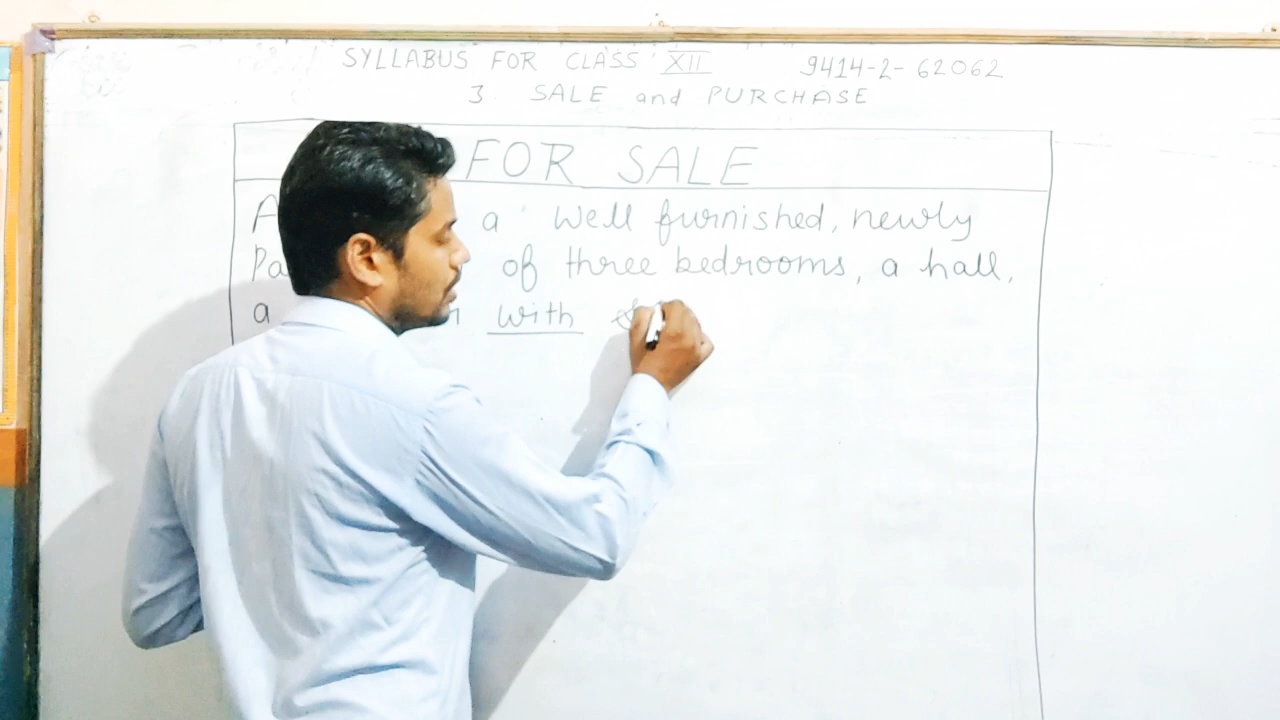 SYLLABUS FOR CLASS XII 9414-2-62062
3. SALE and PURCHASE
FOR SALE
A a well furnished, newly
Pa of three bedrooms, a hall,
a with